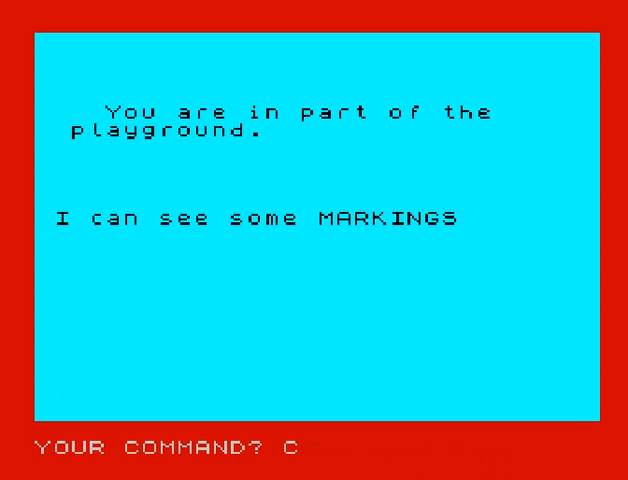 You are in part of the
playground.
I can see some MARKINGS
YOUR COMMAND? C